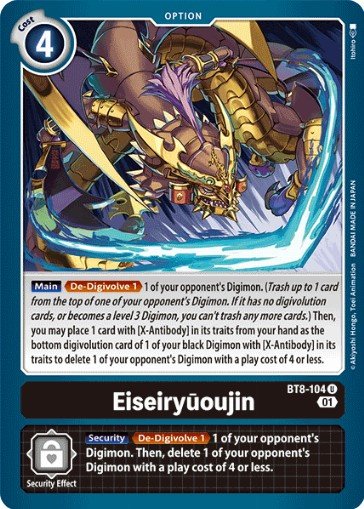 OPTION
Cost
4
Itohiro
© Akiyoshi Hongo, Toei Animation BANDAI MADE IN JAPAN
Main De-Digivolve 1 1 of your opponent's Digimon. (Trash up to 1 card
from the top of one of your opponent's Digimon. If it has no digivolution
cards, or becomes a level 3 Digimon, you can't trash any more cards.) Then,
you may place 1 card with [X-Antibody] in its traits from your hand as the
bottom digivolution card of 1 of your black Digimon with [X-Antibody] in its
traits to delete 1 of your opponent's Digimon with a play cost of 4 or less.
BT8-104 U
Eiseiryūoujin
01
Security De-Digivolve 1 1 of your opponent's
Digimon. Then, delete 1 of your opponent's
Digimon with a play cost of 4 or less.
Security Effect